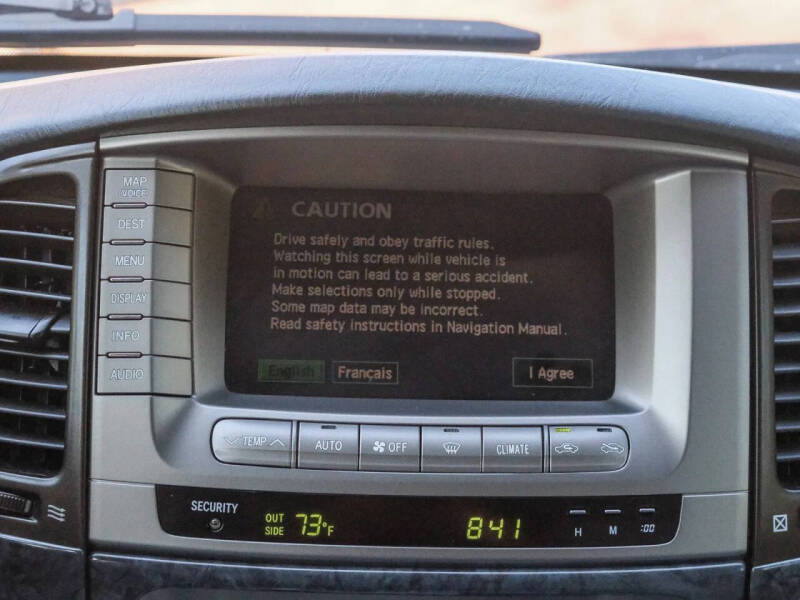 MAP
VOICE
DEST
MENU
DISPLAY
INFO
AUDIO
CAUTION
Drive safely and obey traffic rules.
Watching this screen while vehicle is
in motion can lead to a serious accident.
Make selections only while stopped.
Some map data may be incorrect.
Read safety instructions in Navigation Manual.
English Français I Agree
TEMP AUTO OFF CLIMATE
SECURITY
OUT SIDE 73°F 841
H M :00